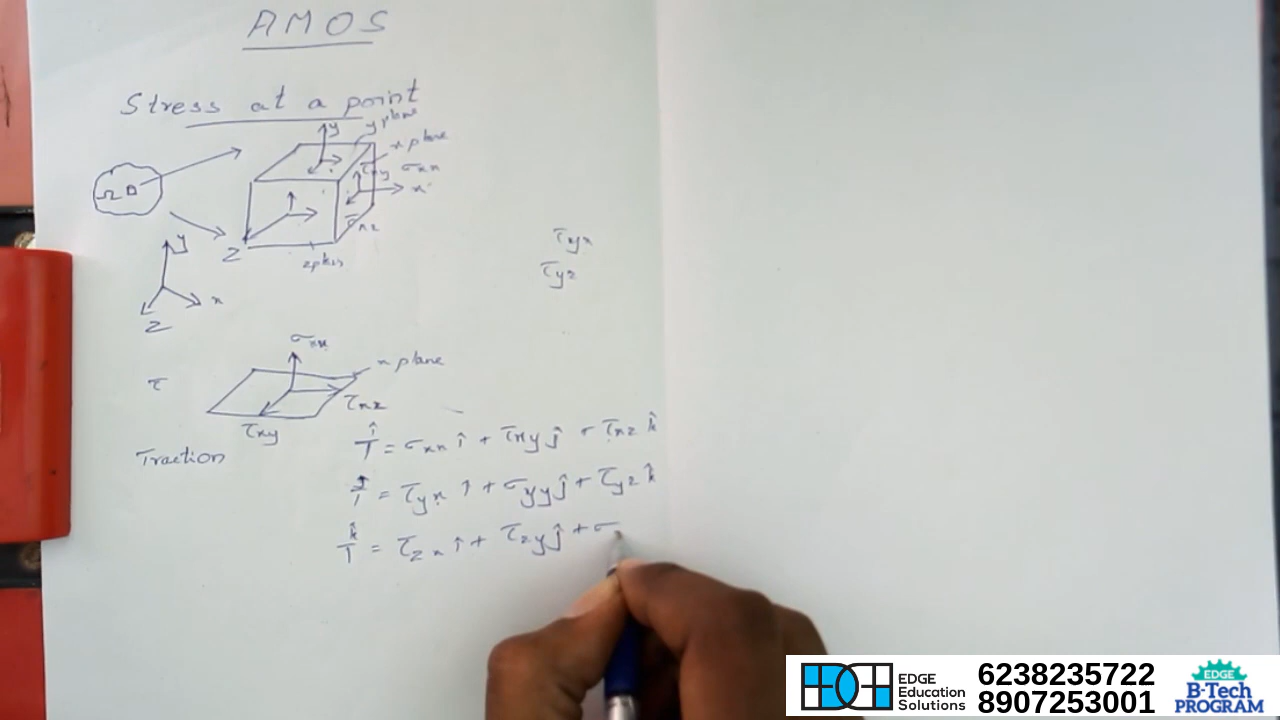 AMOS
Stress at a point
y
y plane
x plane
τxy
σxx
x
τxz
Z
z plane
y
x
Z
τyx
τyz
σxx
x plane
τ
τxz
τxy
Traction
T^î = σxx î + τxy ĵ + τxz k̂
T^ĵ = τyx î + σyy ĵ + τyz k̂
T^k̂ = τzx î + τzy ĵ + σ
EDGE
Education
Solutions
6238235722
8907253001
EDGE
B-Tech
PROGRAM